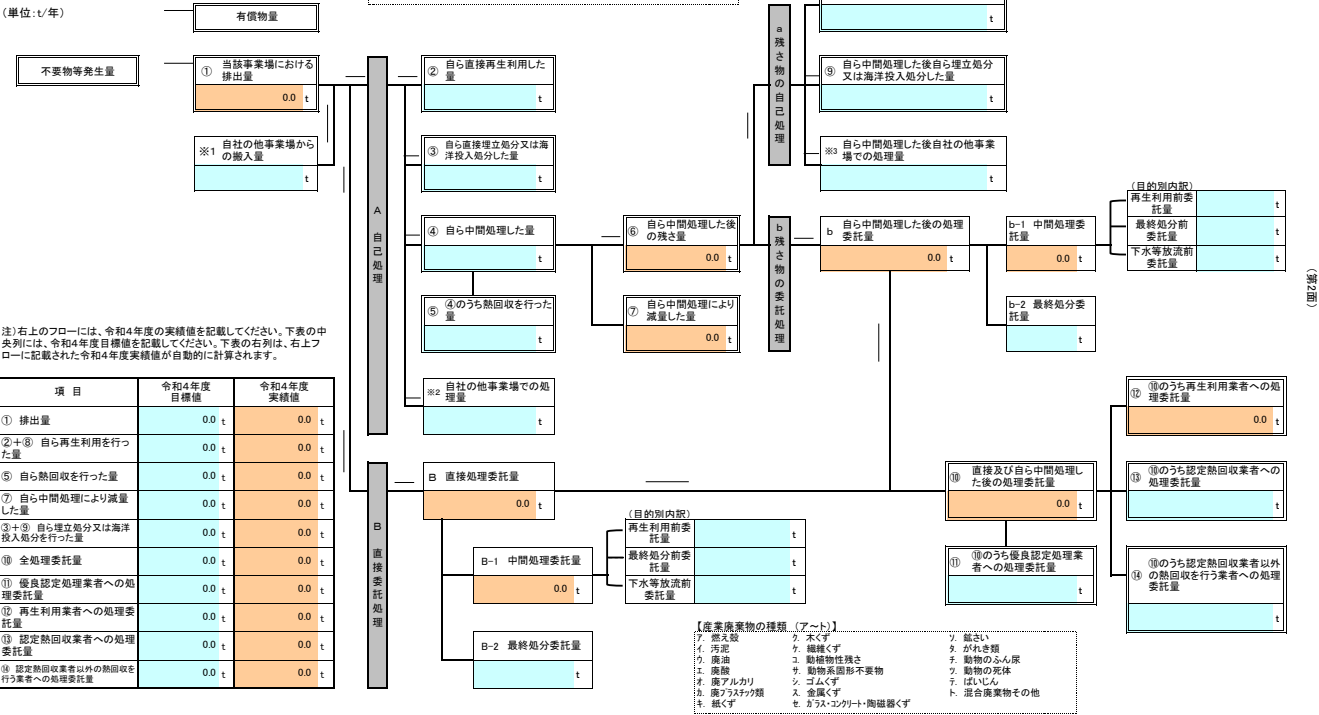 (単位:t/年)
有償物量
不要物等発生量
① 当該事業場における
排出量
0.0 t
※1 自社の他事業場から
の搬入量
t
A 自己処理
② 自ら直接再生利用した
量
t
③ 自ら直接埋立処分又は海
洋投入処分した量
t
④ 自ら中間処理した量
t
⑤ ④のうち熱回収を行った
量
t
※2 自社の他事業場での処
理量
t
⑥ 自ら中間処理した後
の残さ量
0.0 t
⑦ 自ら中間処理により
減量した量
0.0 t
a 残さ物の自己処理
t
⑨ 自ら中間処理した後自ら埋立処分
又は海洋投入処分した量
t
※3 自ら中間処理した後自社の他事業
場での処理量
t
b 残さ物の委託処理
b 自ら中間処理した後の処理
委託量
0.0 t
b-1 中間処理委
託量
0.0 t
(目的別内訳)
再生利用前委
託量
t
最終処分前
委託量
t
下水等放流前
委託量
t
b-2 最終処分委
託量
t
(第2面)
注)右上のフローには、令和4年度の実績値を記載してください。下表の中
央列には、令和4年度目標値を記載してください。下表の右列は、右上フ
ローに記載された令和4年度実績値が自動的に計算されます。
項 目 令和4年度
目標値 令和4年度
実績値
① 排出量 0.0 t 0.0 t
②+⑧ 自ら再生利用を行っ
た量 0.0 t 0.0 t
⑤ 自ら熱回収を行った量 0.0 t 0.0 t
⑦ 自ら中間処理により減量
した量 0.0 t 0.0 t
③+⑨ 自ら埋立処分又は海洋
投入処分を行った量 0.0 t 0.0 t
⑩ 全処理委託量 0.0 t 0.0 t
⑪ 優良認定処理業者への処
理委託量 0.0 t 0.0 t
⑫ 再生利用業者への処理委
託量 0.0 t 0.0 t
⑬ 認定熱回収業者への処理
委託量 0.0 t 0.0 t
⑭ 認定熱回収業者以外の熱回収を
行う業者への処理委託量 0.0 t 0.0 t
B 直接委託処理
B 直接処理委託量
0.0 t
B-1 中間処理委託量
0.0 t
(目的別内訳)
再生利用前委
託量
t
最終処分前委
託量
t
下水等放流前
委託量
t
B-2 最終処分委託量
t
⑩ 直接及び自ら中間処理し
た後の処理委託量
0.0 t
⑪ ⑩のうち優良認定処理業
者への処理委託量
t
⑫ ⑩のうち再生利用業者への処
理委託量
0.0 t
⑬ ⑩のうち認定熱回収業者への
処理委託量
t
⑭ ⑩のうち認定熱回収業者以外
の熱回収を行う業者への処理
委託量
t
【産業廃棄物の種類 (ア~ト)】
ア. 燃え殻 ク. 木くず ソ. 鉱さい
イ. 汚泥 ケ. 繊維くず タ. がれき類
ウ. 廃油 コ. 動植物性残さ チ. 動物のふん尿
エ. 廃酸 サ. 動物系固形不要物 ツ. 動物の死体
オ. 廃アルカリ シ. ゴムくず テ. ばいじん
カ. 廃プラスチック類 ス. 金属くず ト. 混合廃棄物その他
キ. 紙くず セ. ガラス・コンクリート・陶磁器くず